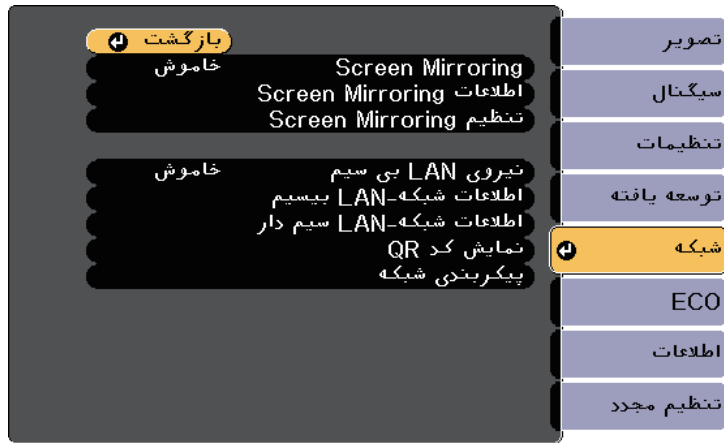 بازگشت
Screen Mirroring خاموش
اطلاعات Screen Mirroring
تنظیم Screen Mirroring
نیروی LAN بی سیم خاموش
اطلاعات شبکه-LAN بیسیم
اطلاعات شبکه-LAN سیم دار
نمایش کد QR
پیکربندی شبکه
تصویر
سیگنال
تنظیمات
توسعه یافته
شبکه
ECO
اطلاعات
تنظیم مجدد